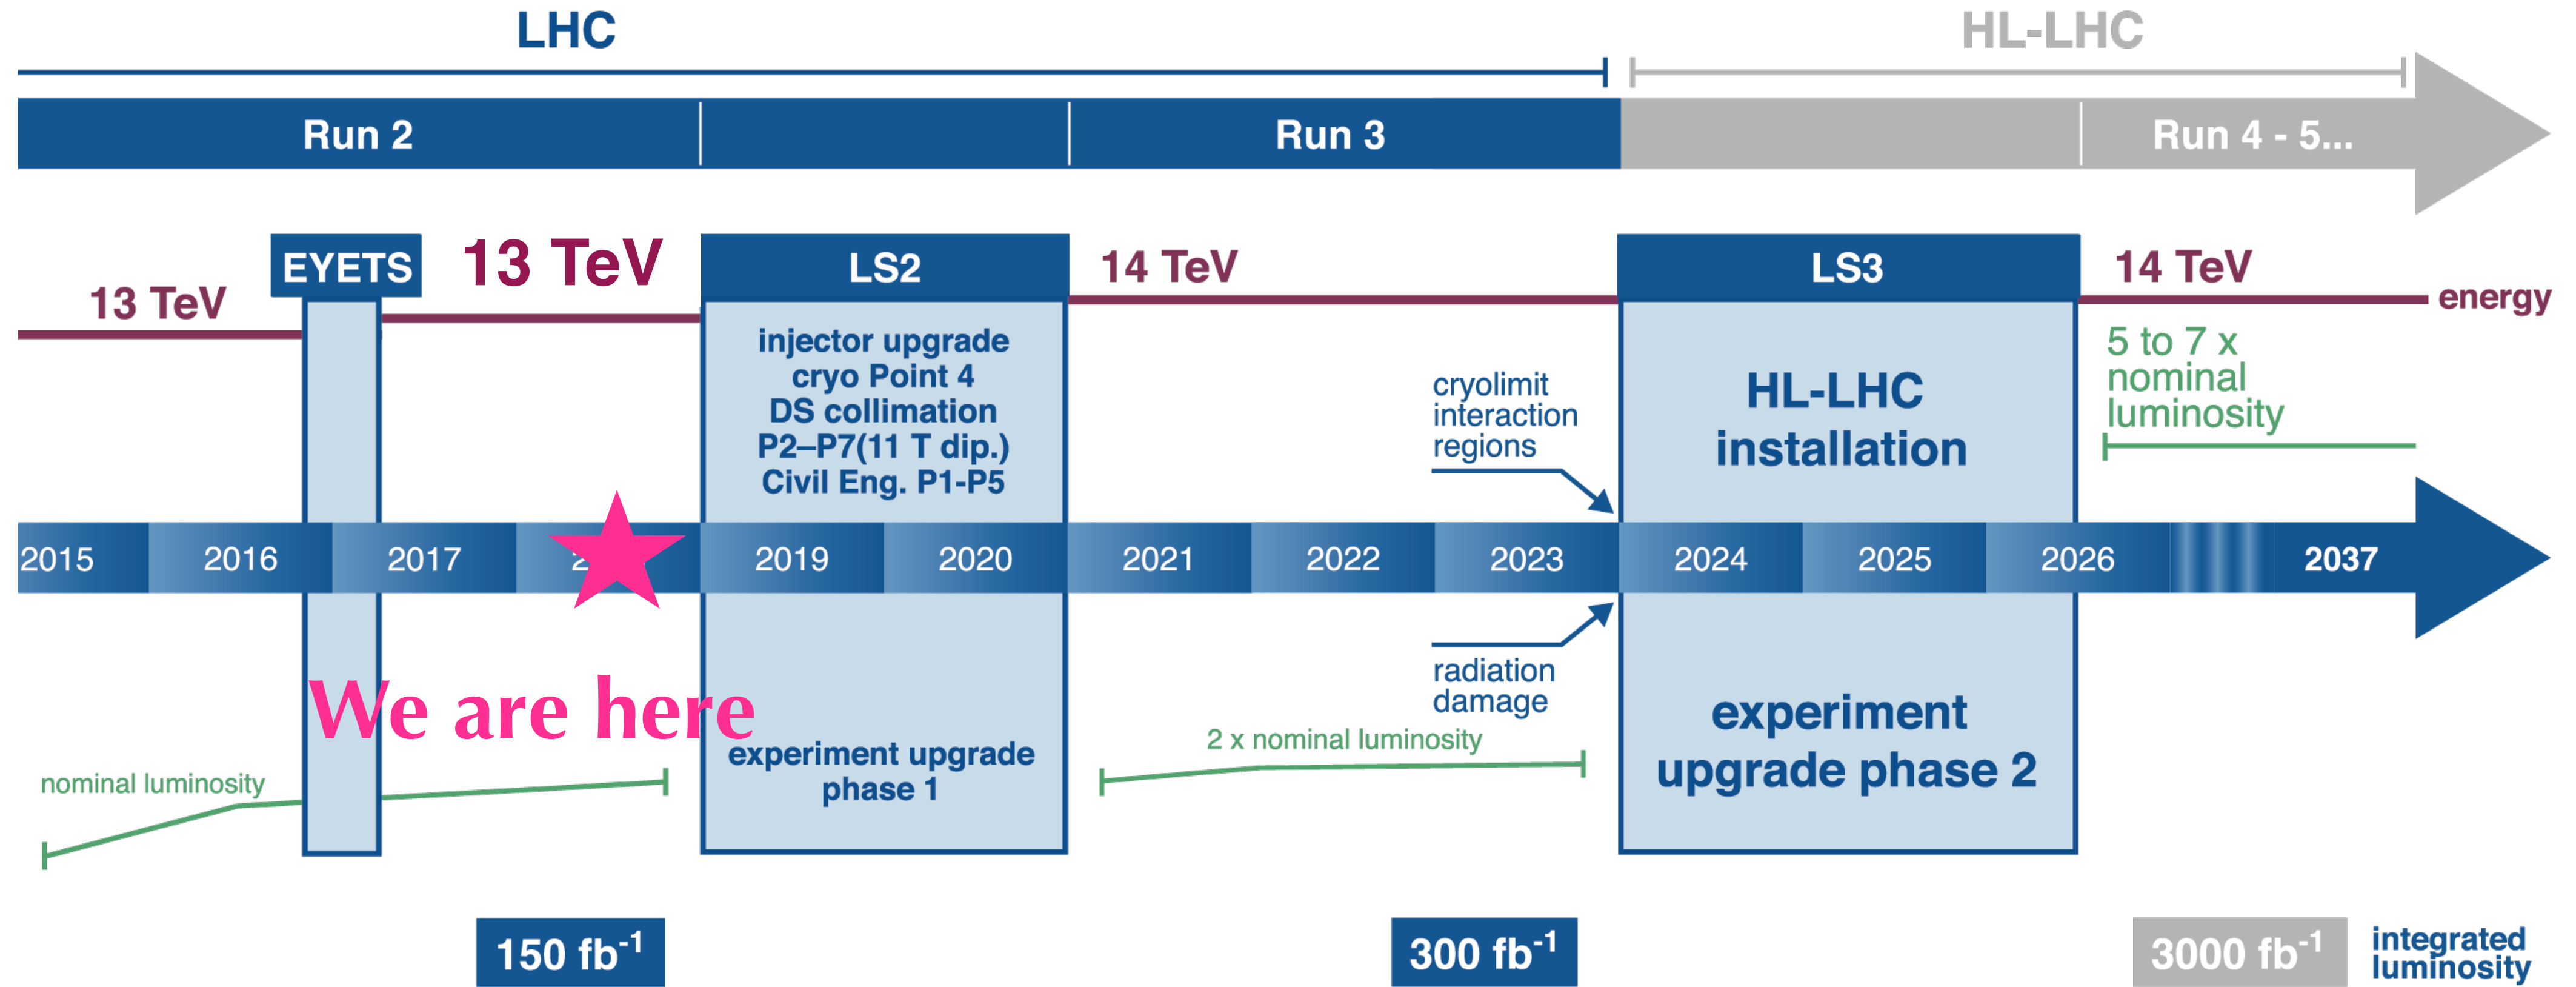 LHC
HL-LHC
Run 2
Run 3
Run 4 - 5...
EYETS
13 TeV
LS2
14 TeV
LS3
14 TeV
13 TeV
energy
injector upgrade
cryo Point 4
DS collimation
P2–P7(11 T dip.)
Civil Eng. P1-P5
cryolimit
interaction
regions
HL-LHC
installation
5 to 7 x
nominal
luminosity
2015
2016
2017
2019
2020
2021
2022
2023
2024
2025
2026
2037
We are here
radiation
damage
experiment upgrade
phase 1
experiment
upgrade phase 2
nominal luminosity
2 x nominal luminosity
150 fb-1
300 fb-1
3000 fb-1
integrated
luminosity